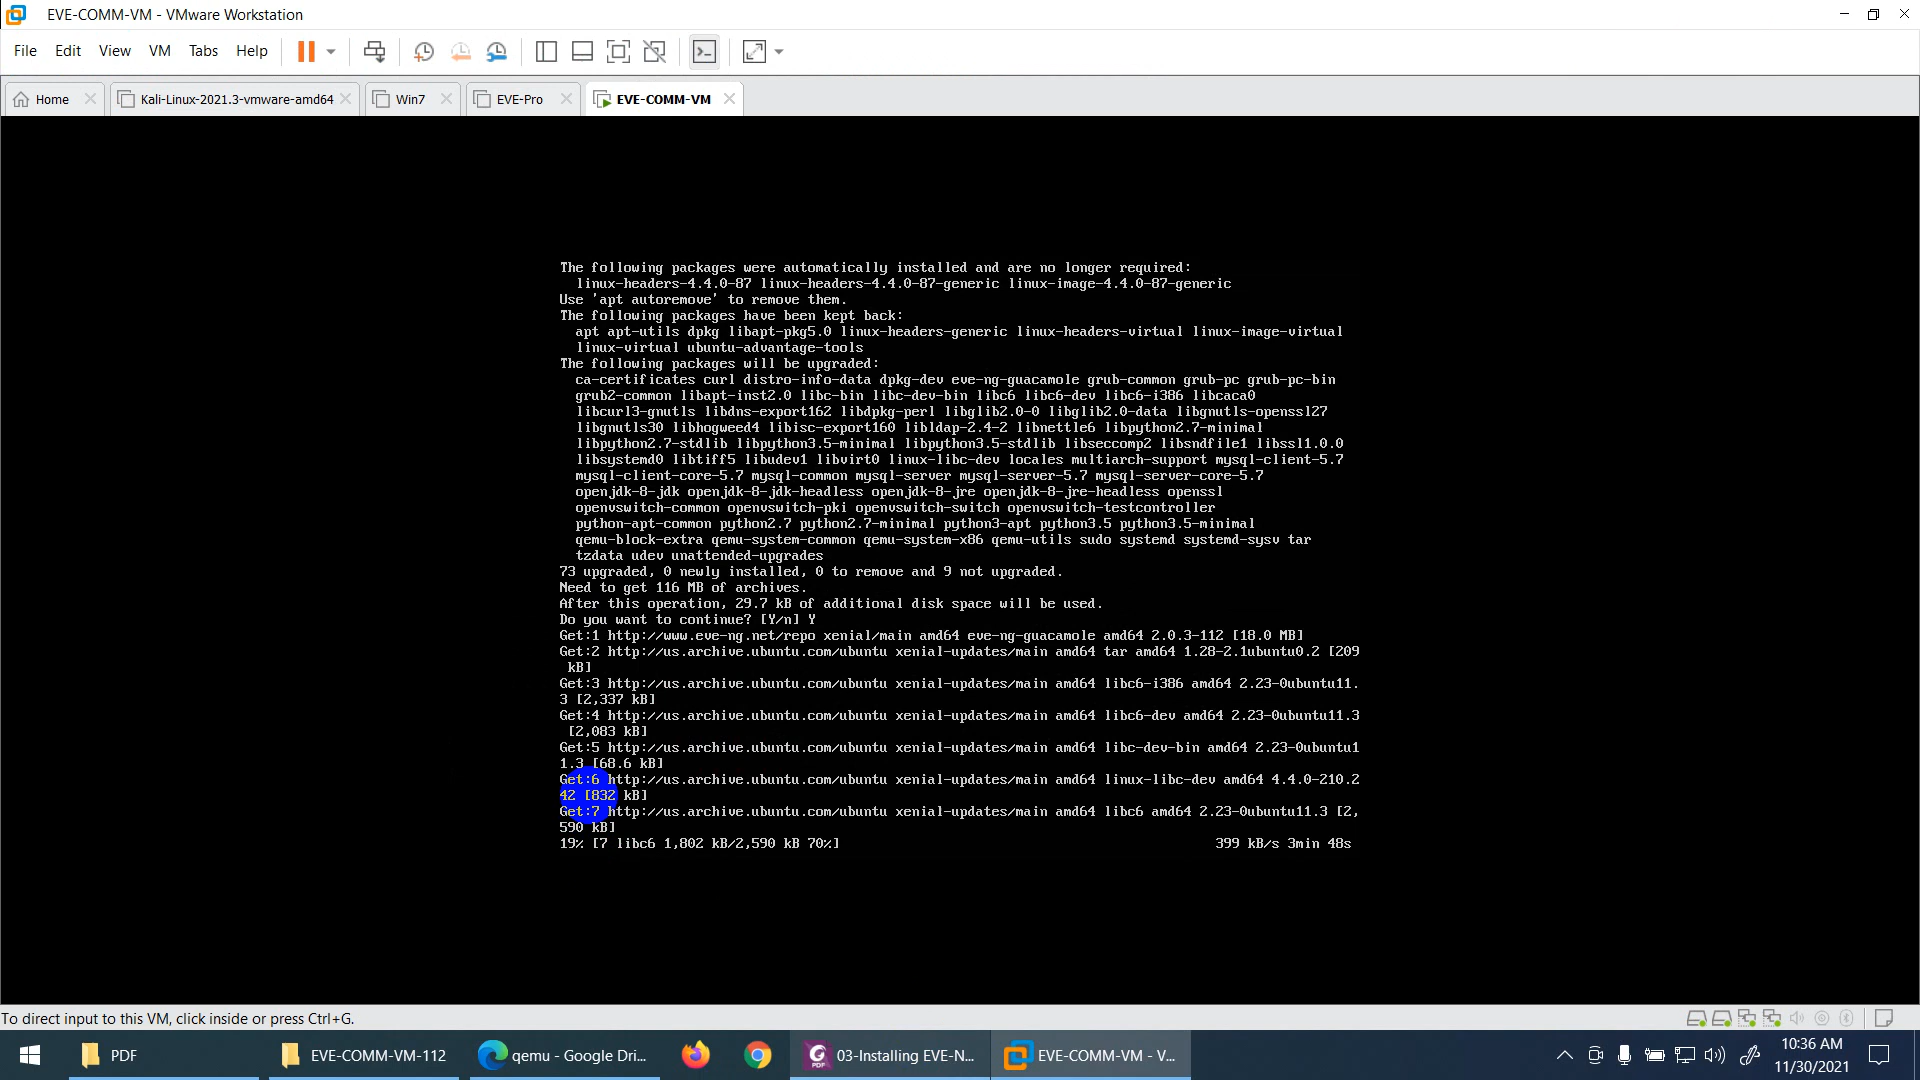 EVE-COMM-VM - VMware Workstation
File Edit View VM Tabs Help
Home Kali-Linux-2021.3-vmware-amd64 Win7 EVE-Pro EVE-COMM-VM
The following packages were automatically installed and are no longer required:
linux-headers-4.4.0-87 linux-headers-4.4.0-87-generic linux-image-4.4.0-87-generic
Use 'apt autoremove' to remove them.
The following packages have been kept back:
apt apt-utils dpkg libapt-pkg5.0 linux-headers-generic linux-headers-virtual linux-image-virtual
linux-virtual ubuntu-advantage-tools
The following packages will be upgraded:
ca-certificates curl distro-info-data dpkg-dev eve-ng-guacamole grub-common grub-pc grub-pc-bin
grub2-common libapt-inst2.0 libc-bin libc-dev-bin libc6 libc6-dev libc6-i386 libcaca0
libcurl3-gnutls libdns-export162 libdpkg-perl libglib2.0-0 libglib2.0-data libgnutls-openssl27
libgnutls30 libhogweed4 libisc-export160 libldap-2.4-2 libnettle6 libpython2.7-minimal
libpython2.7-stdlib libpython3.5-minimal libpython3.5-stdlib libseccomp2 libsndfile1 libssl1.0.0
libsystemd0 libtiff5 libudev1 libvirt0 linux-libc-dev locales multiarch-support mysql-client-5.7
mysql-client-core-5.7 mysql-common mysql-server mysql-server-5.7 mysql-server-core-5.7
openjdk-8-jdk openjdk-8-jdk-headless openjdk-8-jre openjdk-8-jre-headless openssl
openvswitch-common openvswitch-pki openvswitch-switch openvswitch-testcontroller
python-apt-common python2.7 python2.7-minimal python3-apt python3.5 python3.5-minimal
qemu-block-extra qemu-system-common qemu-system-x86 qemu-utils sudo systemd systemd-sysv tar
tzdata udev unattended-upgrades
73 upgraded, 0 newly installed, 0 to remove and 9 not upgraded.
Need to get 116 MB of archives.
After this operation, 29.7 kB of additional disk space will be used.
Do you want to continue? [Y/n] Y
Get:1 http://www.eve-ng.net/repo xenial/main amd64 eve-ng-guacamole amd64 2.0.3-112 [18.0 MB]
Get:2 http://us.archive.ubuntu.com/ubuntu xenial-updates/main amd64 tar amd64 1.28-2.1ubuntu0.2 [209
kB]
Get:3 http://us.archive.ubuntu.com/ubuntu xenial-updates/main amd64 libc6-i386 amd64 2.23-0ubuntu11.
3 [2,337 kB]
Get:4 http://us.archive.ubuntu.com/ubuntu xenial-updates/main amd64 libc6-dev amd64 2.23-0ubuntu11.3
[2,083 kB]
Get:5 http://us.archive.ubuntu.com/ubuntu xenial-updates/main amd64 libc-dev-bin amd64 2.23-0ubuntu1
1.3 [68.6 kB]
Get:6 http://us.archive.ubuntu.com/ubuntu xenial-updates/main amd64 linux-libc-dev amd64 4.4.0-210.2
42 [832 kB]
Get:7 http://us.archive.ubuntu.com/ubuntu xenial-updates/main amd64 libc6 amd64 2.23-0ubuntu11.3 [2,
590 kB]
19% [7 libc6 1,802 kB/2,590 kB 70%] 399 kB/s 3min 48s
To direct input to this VM, click inside or press Ctrl+G.
PDF EVE-COMM-VM-112 qemu - Google Dri... 03-Installing EVE-N... EVE-COMM-VM - V... 10:36 AM
11/30/2021